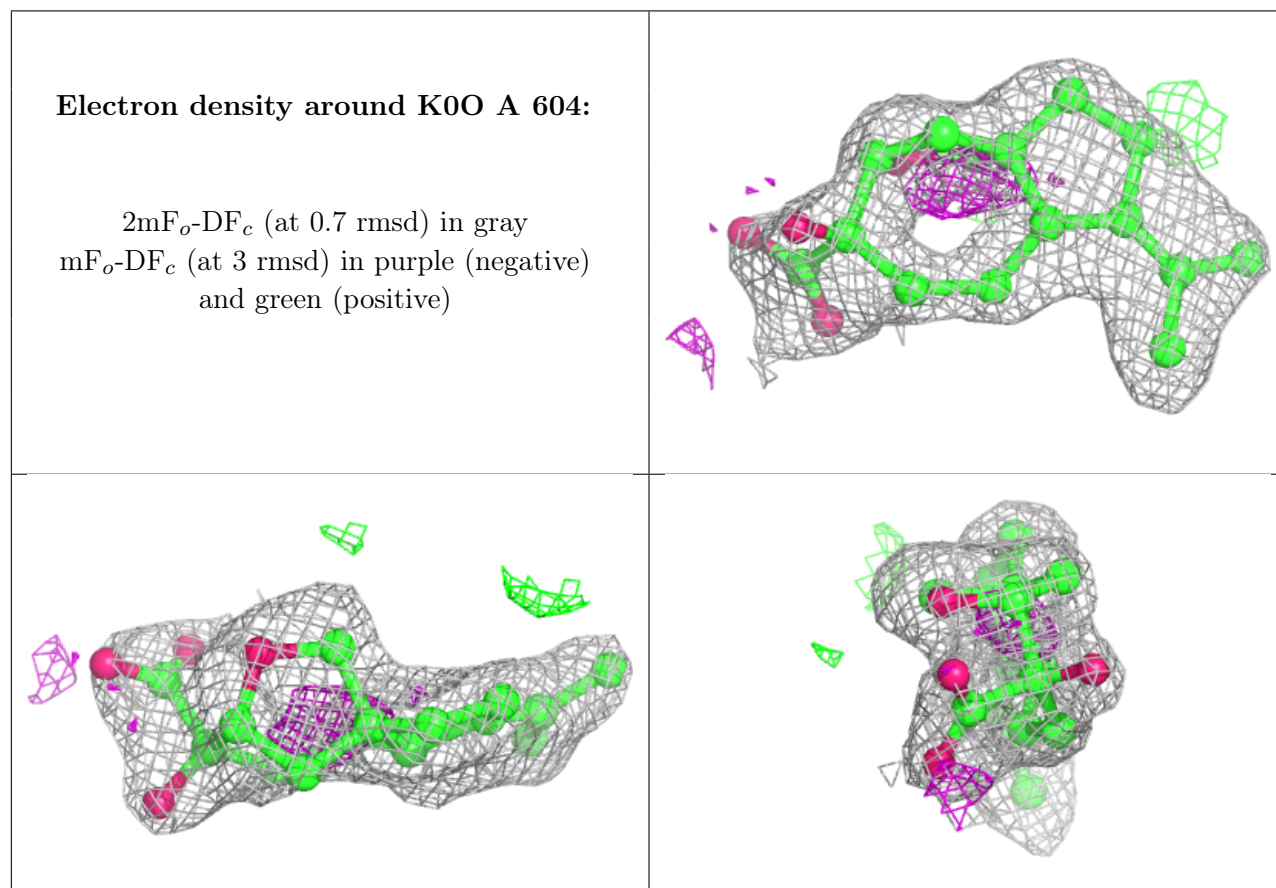 Electron density around K0O A 604:
2mFo-DFc (at 0.7 rmsd) in gray
mFo-DFc (at 3 rmsd) in purple (negative)
and green (positive)